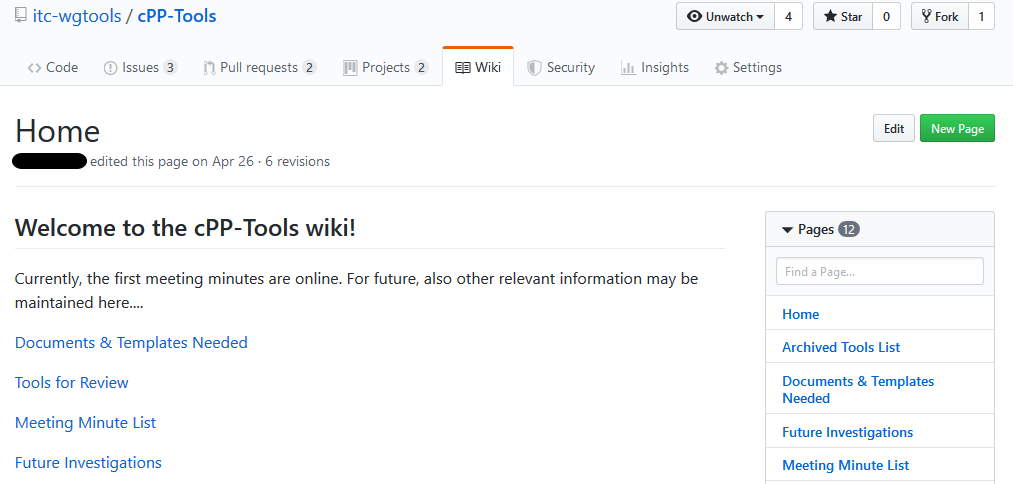 itc-wgtools / cPP-Tools
Unwatch 4 Star 0 Fork 1
Code Issues 3 Pull requests 2 Projects 2 Wiki Security Insights Settings
Home
Edit New Page
edited this page on Apr 26 · 6 revisions
Welcome to the cPP-Tools wiki!
Currently, the first meeting minutes are online. For future, also other relevant information may be
maintained here....
Documents & Templates Needed
Tools for Review
Meeting Minute List
Future Investigations
Pages 12
Find a Page...
Home
Archived Tools List
Documents & Templates
Needed
Future Investigations
Meeting Minute List